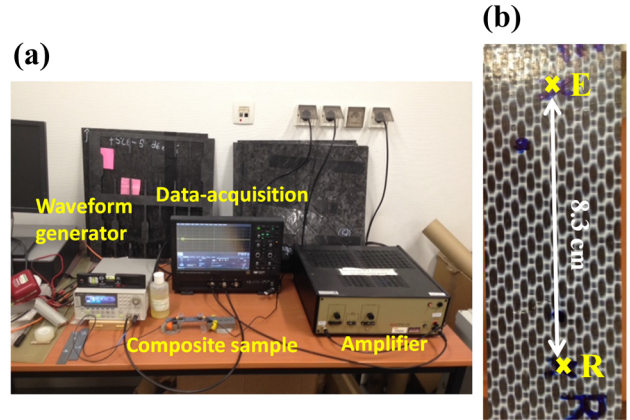 (a)
Waveform
generator
Data-acquisition
Composite sample
Amplifier
(b)
E
8.3 cm
R
R